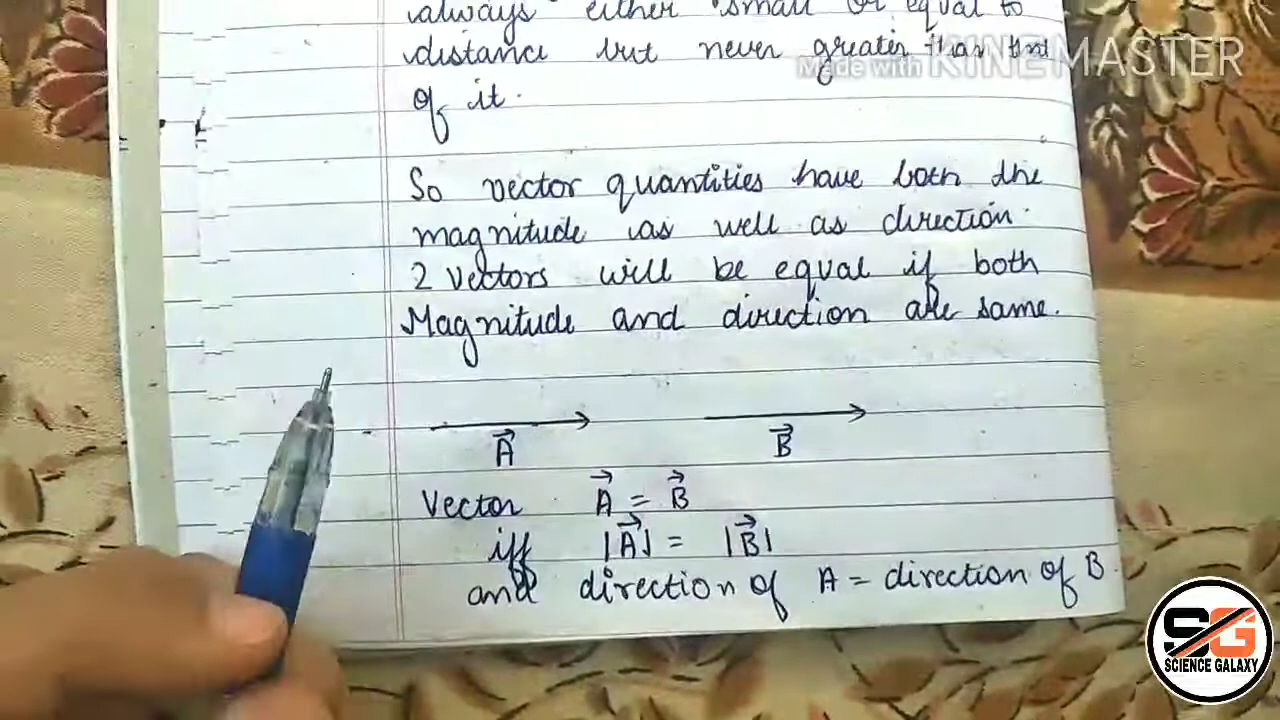 always either small or equal to
distance but never greater than that
of it.
Made with KINEMASTER
So vector quantities have both the
magnitude as well as direction.
2 vectors will be equal if both
Magnitude and direction are same.
A⃗ B⃗
Vector A⃗ = B⃗
iff |A⃗| = |B⃗|
and direction of A = direction of B
SG
SCIENCE GALAXY